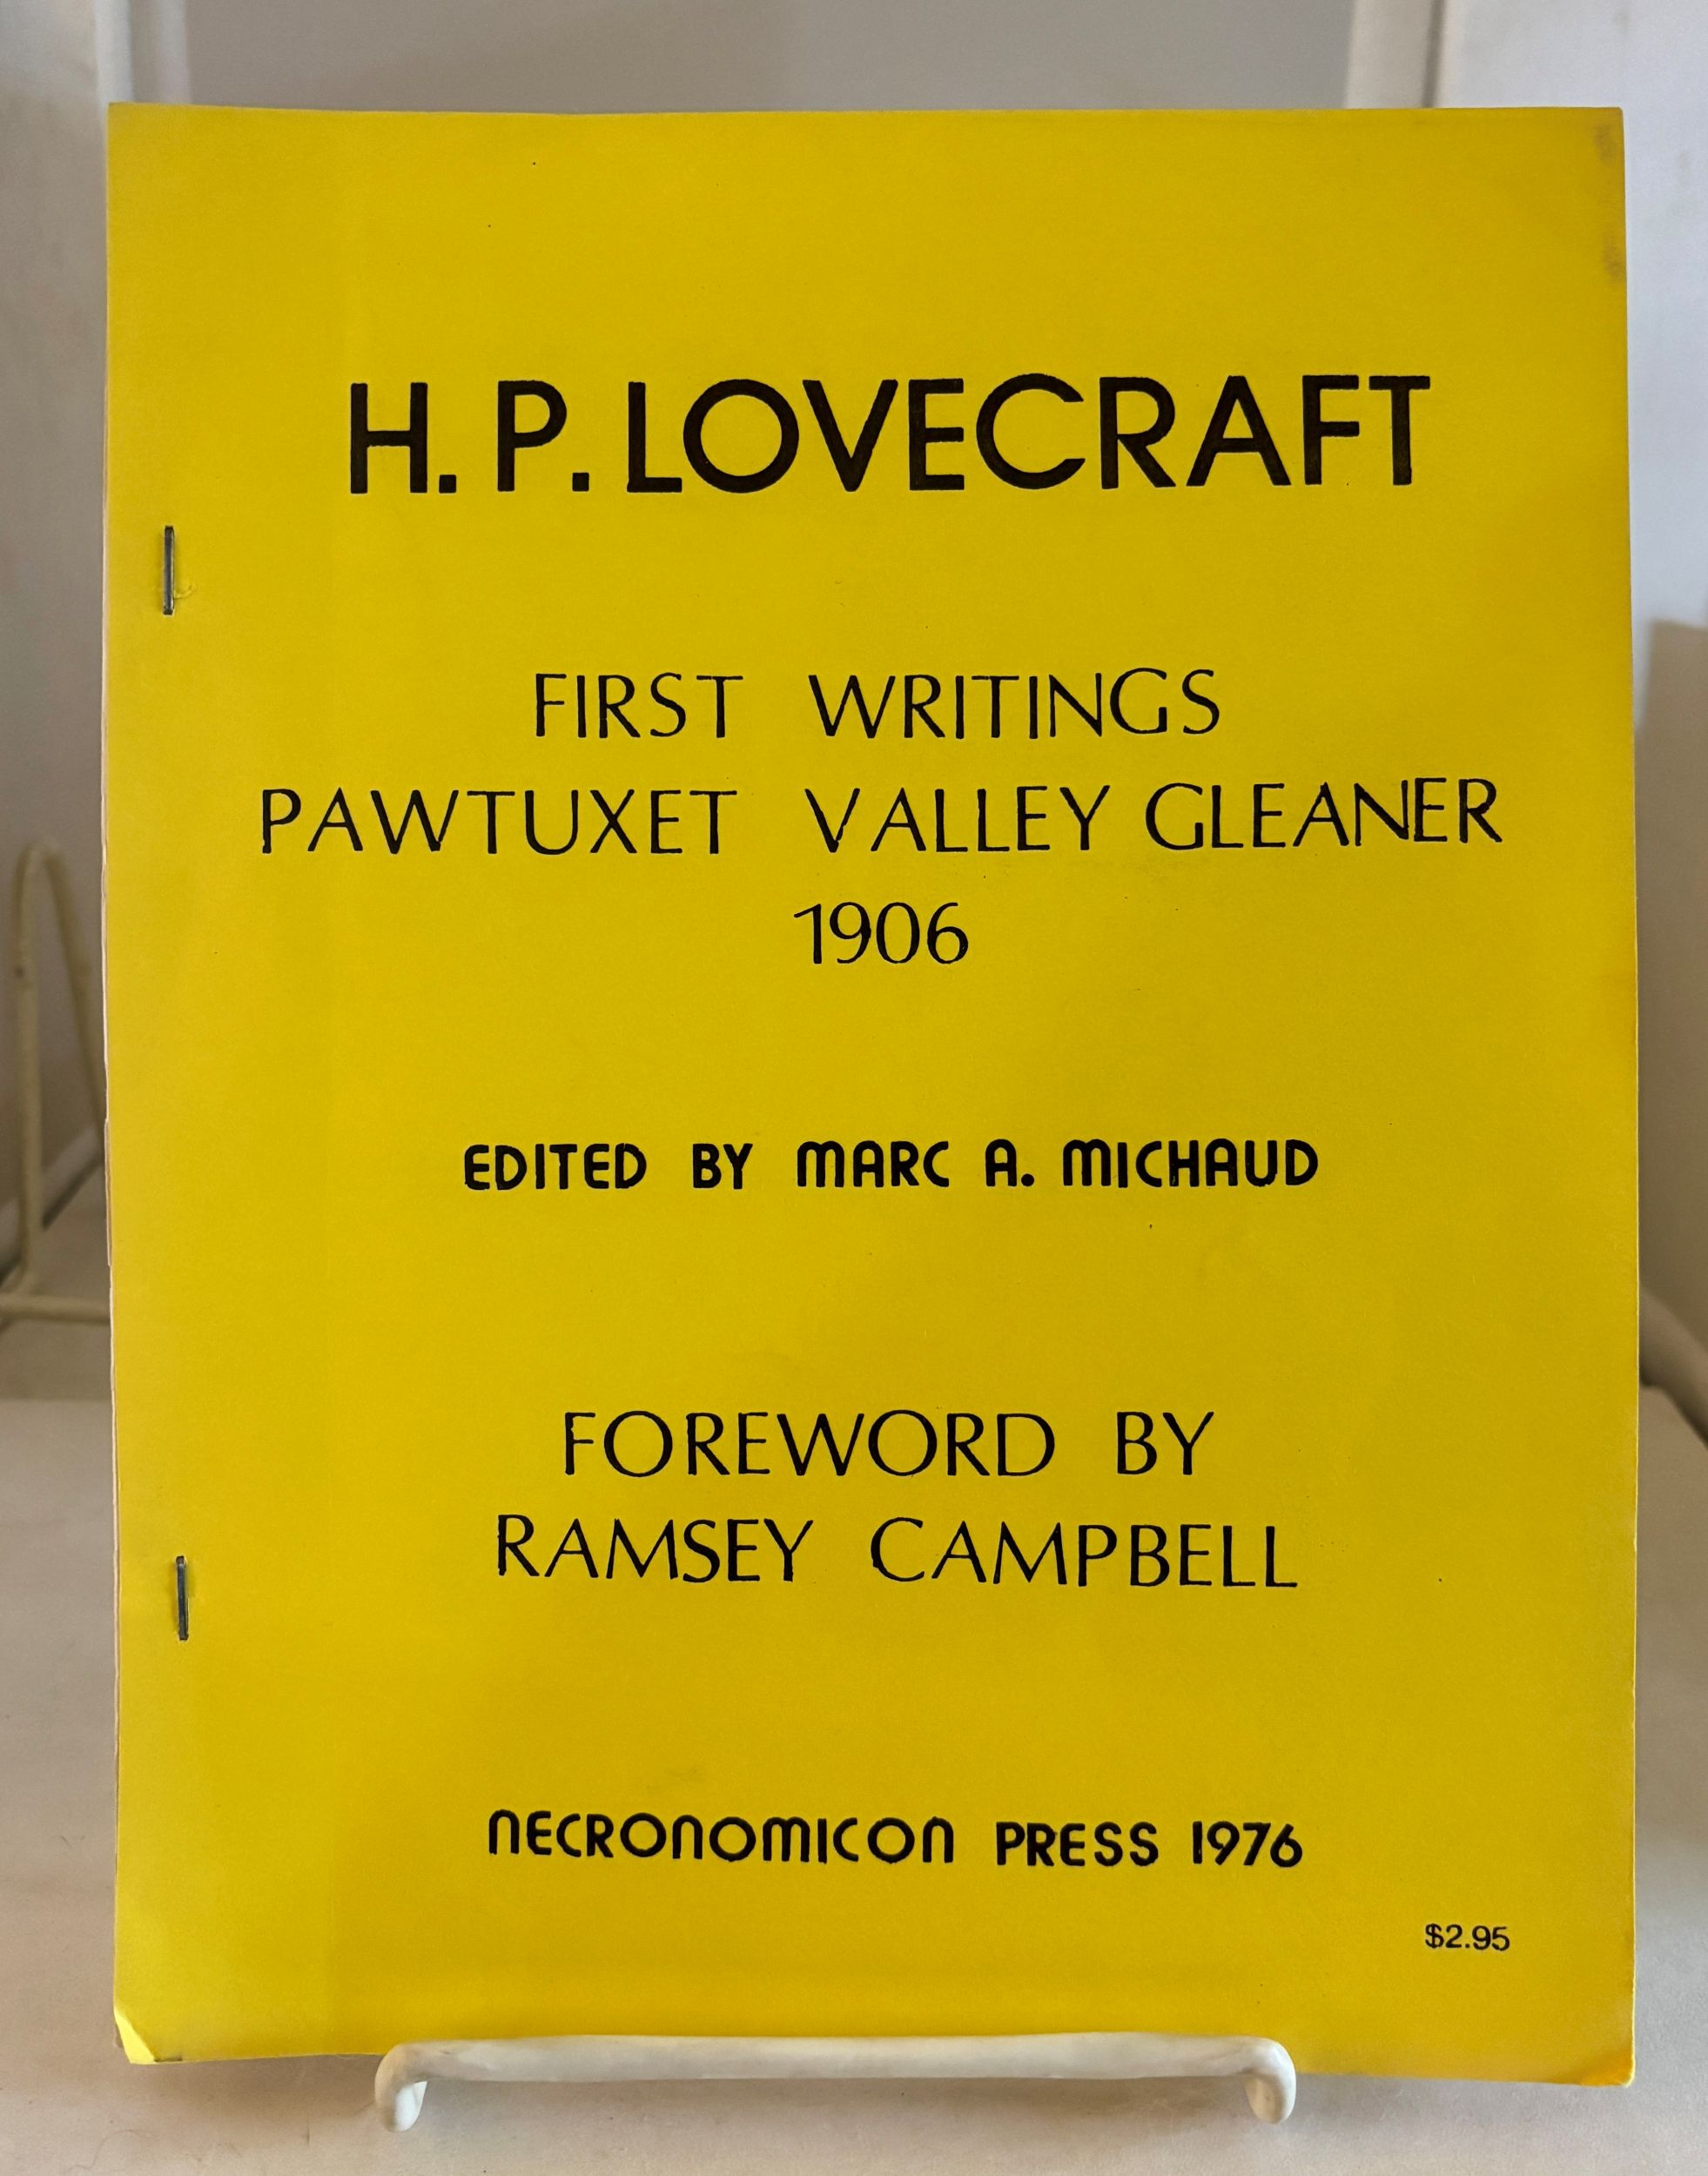 H. P. LOVECRAFT
FIRST WRITINGS
PAWTUXET VALLEY GLEANER
1906
EDITED BY MARC A. MICHAUD
FOREWORD BY
RAMSEY CAMPBELL
NECRONOMICON PRESS 1976
$2.95